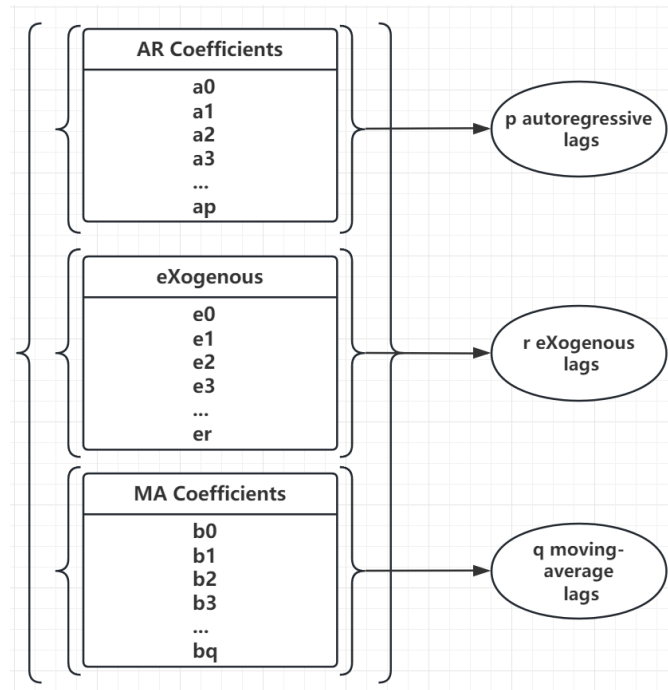 AR Coefficients
a0
a1
a2
a3
...
ap
p autoregressive
lags
eXogenous
e0
e1
e2
e3
...
er
r eXogenous
lags
MA Coefficients
b0
b1
b2
b3
...
bq
q moving-
average
lags